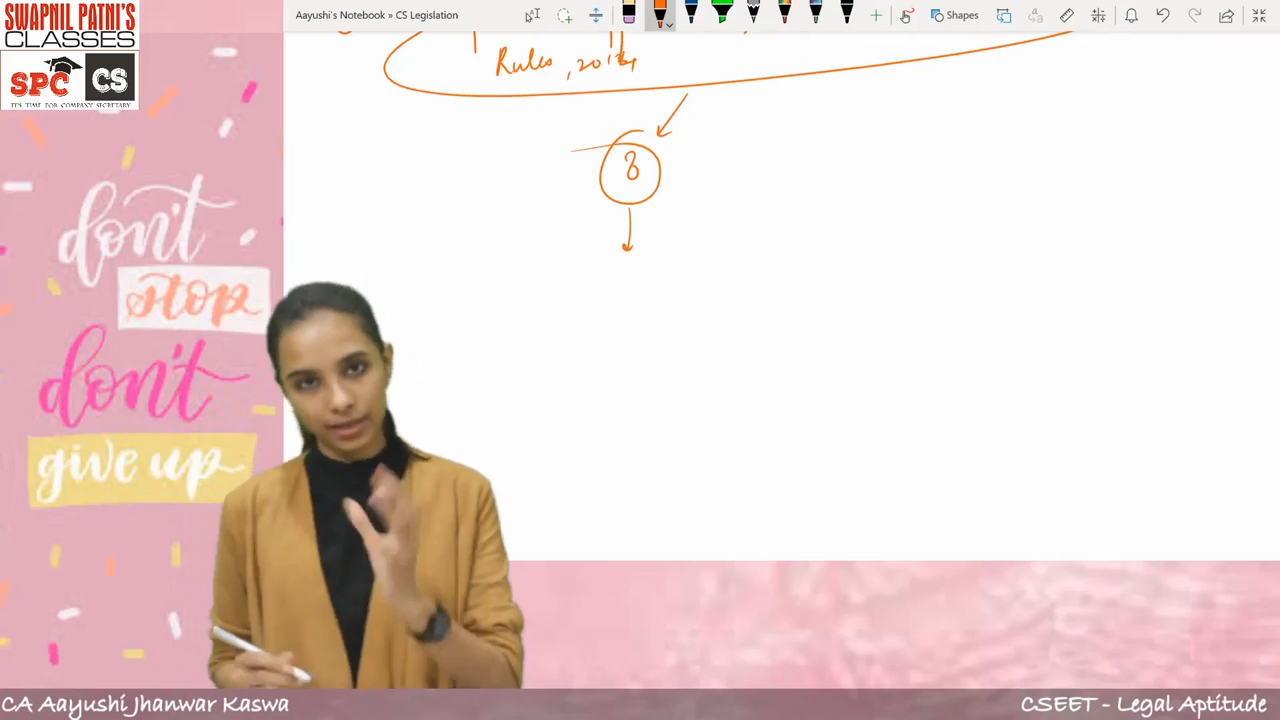 SWAPNIL PATNI'S
CLASSES
SPC CS
IT'S TIME FOR COMPANY SECRETARY
Aayushi's Notebook » CS Legislation
Shapes
Rules, 2014
8
don't
stop
don't
give up
CA Aayushi Jhanwar Kaswa
CSEET - Legal Aptitude